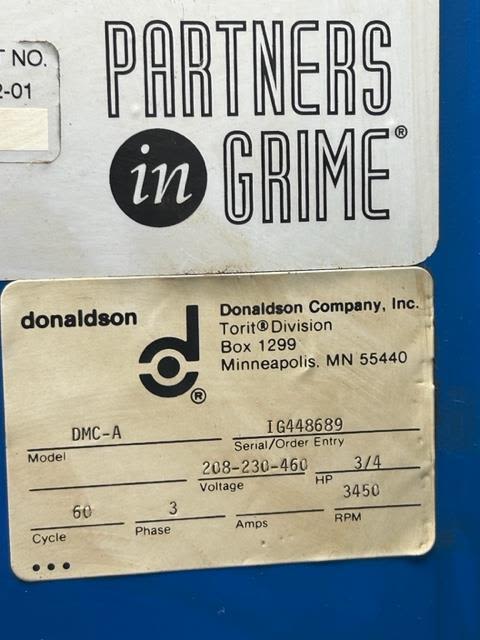 T NO.
2-01
PARTNERS
in GRIME®
donaldson
Donaldson Company, Inc.
Torit® Division
Box 1299
Minneapolis, MN 55440
®
DMC-A IG448689
Model Serial/Order Entry
208-230-460 3/4
Voltage HP
60 3 3450
Cycle Phase Amps RPM